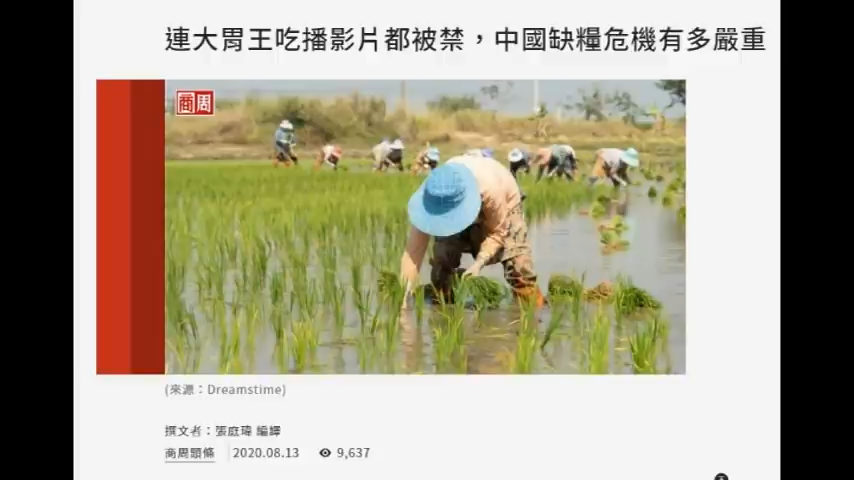 連大胃王吃播影片都被禁，中國缺糧危機有多嚴重
商周
(來源：Dreamstime)
撰文者：張庭瑋 編譯
商周頭條 2020.08.13 9,637